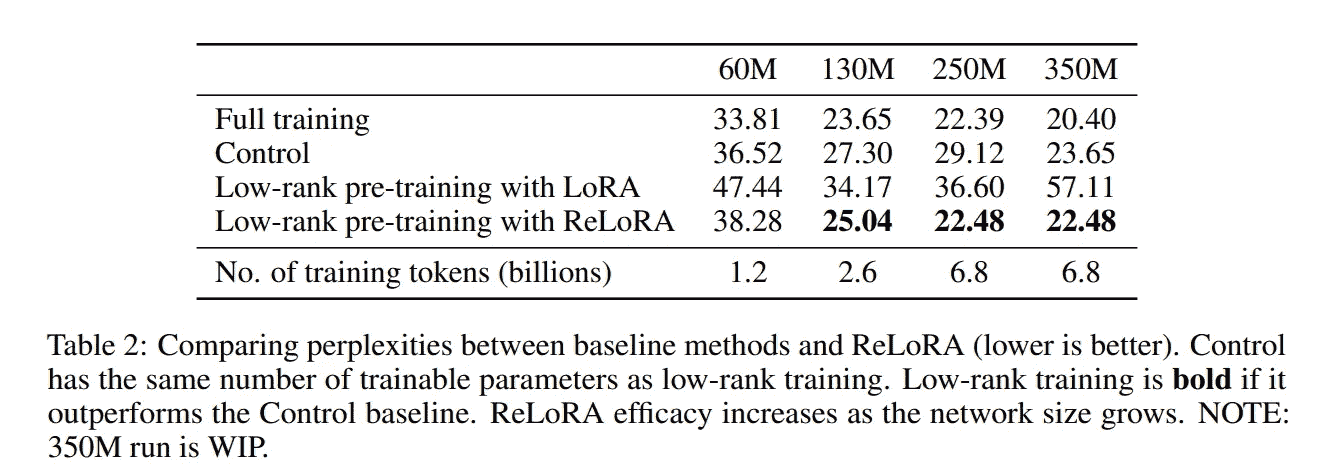 60M 130M 250M 350M
Full training 33.81 23.65 22.39 20.40
Control 36.52 27.30 29.12 23.65
Low-rank pre-training with LoRA 47.44 34.17 36.60 57.11
Low-rank pre-training with ReLoRA 38.28 25.04 22.48 22.48
No. of training tokens (billions) 1.2 2.6 6.8 6.8
Table 2: Comparing perplexities between baseline methods and ReLoRA (lower is better). Control
has the same number of trainable parameters as low-rank training. Low-rank training is bold if it
outperforms the Control baseline. ReLoRA efficacy increases as the network size grows. NOTE:
350M run is WIP.